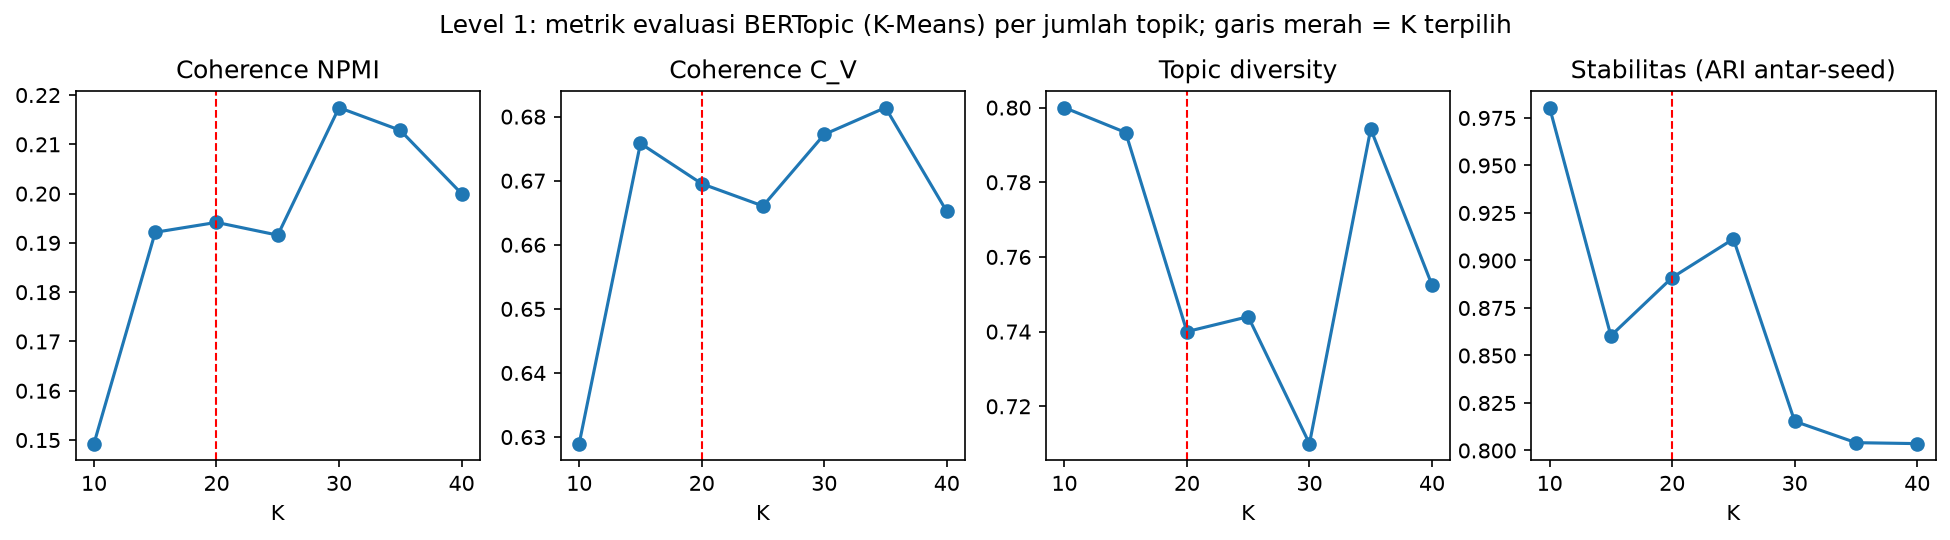 Level 1: metrik evaluasi BERTopic (K-Means) per jumlah topik; garis merah = K terpilih
Coherence NPMI
0.22
0.21
0.20
0.19
0.18
0.17
0.16
0.15
10 20 30 40
K
Coherence C_V
0.68
0.67
0.66
0.65
0.64
0.63
10 20 30 40
K
Topic diversity
0.80
0.78
0.76
0.74
0.72
10 20 30 40
K
Stabilitas (ARI antar-seed)
0.975
0.950
0.925
0.900
0.875
0.850
0.825
0.800
10 20 30 40
K